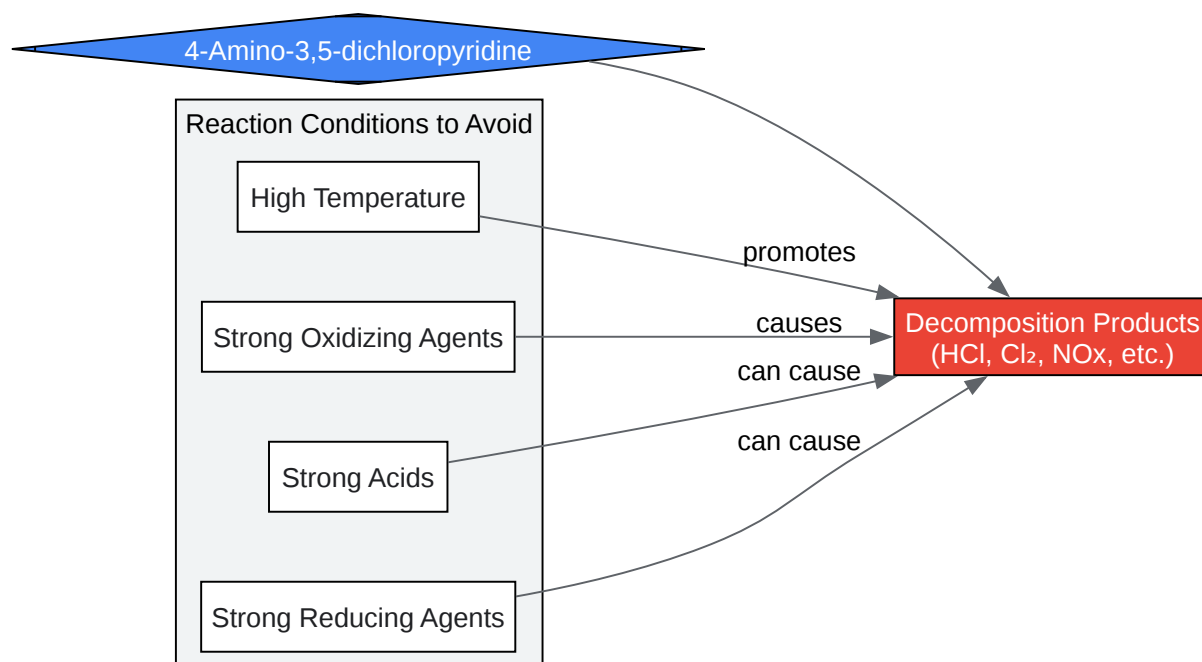 4-Amino-3,5-dichloropyridine
Reaction Conditions to Avoid
High Temperature
promotes
Strong Oxidizing Agents
causes
Decomposition Products
(HCl, Cl₂, NOx, etc.)
can cause
Strong Acids
can cause
Strong Reducing Agents